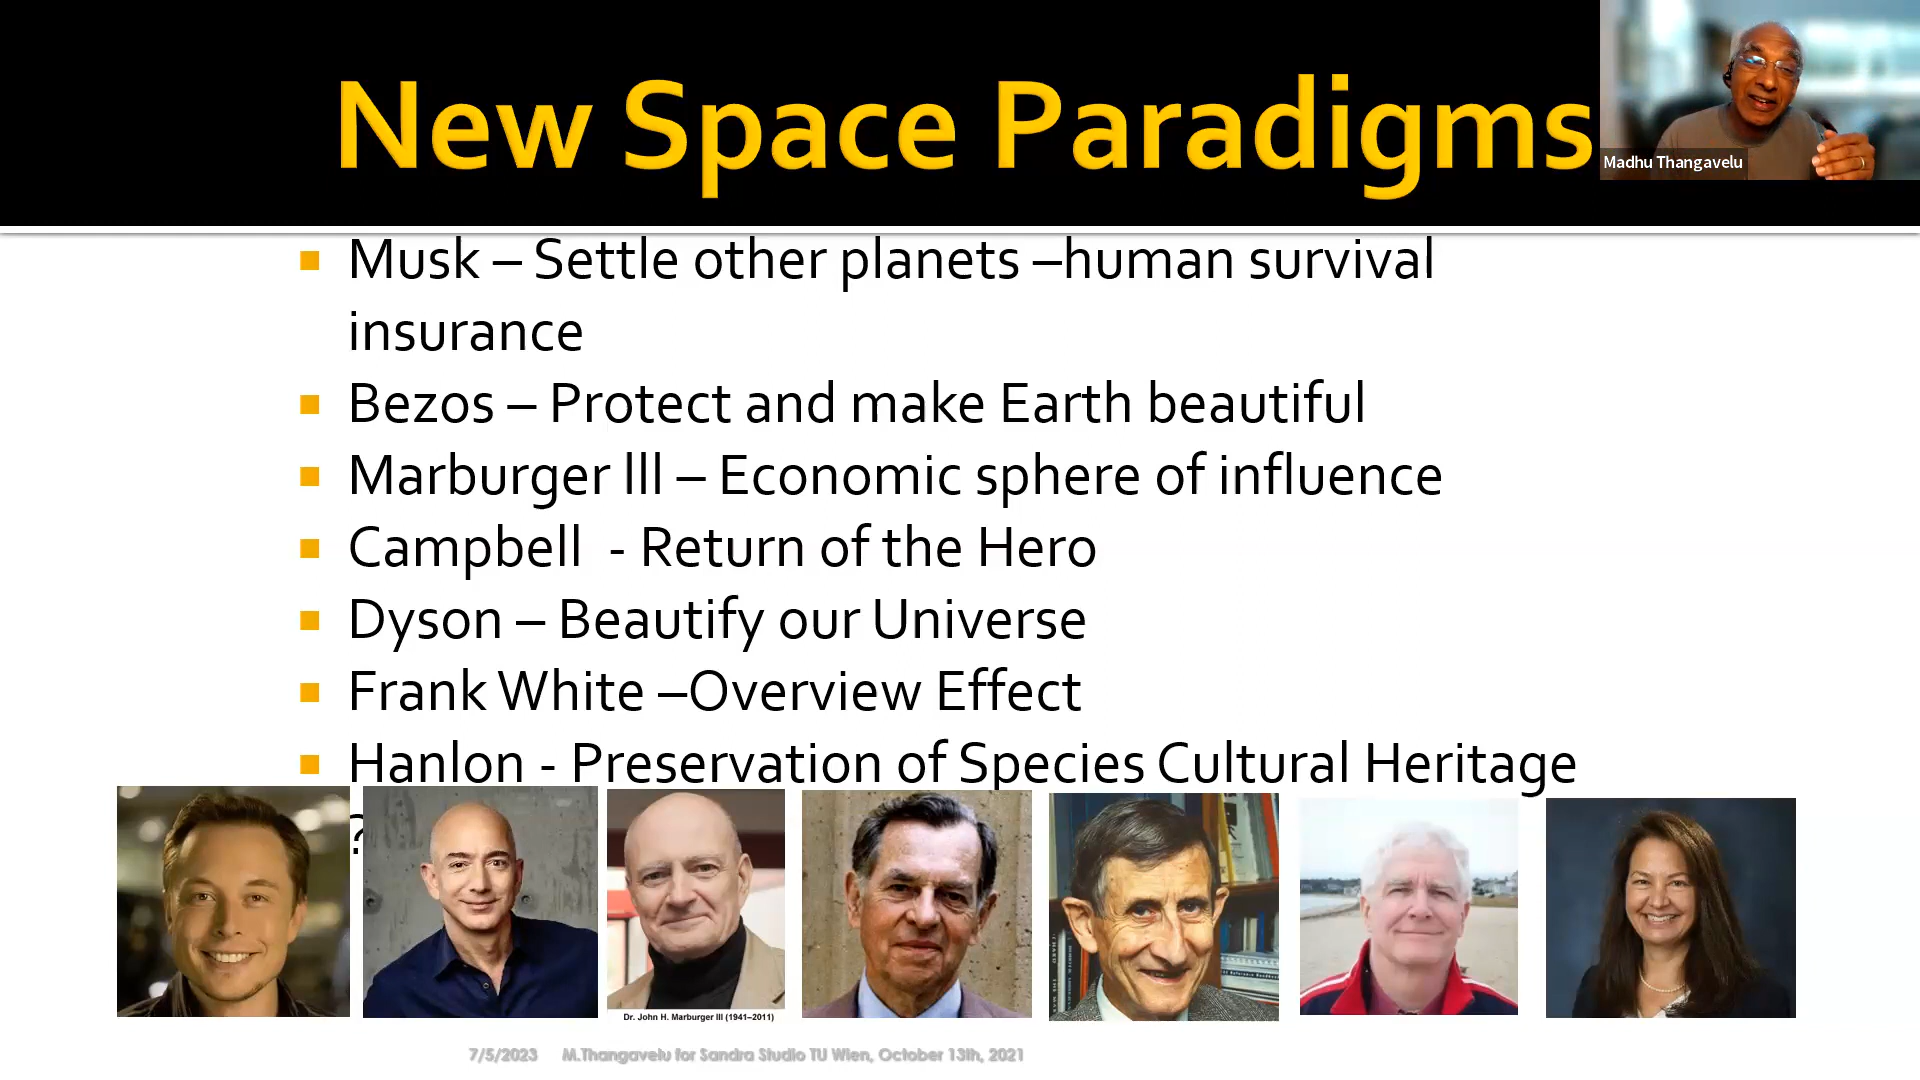 New Space Paradigms
Madhu Thangavelu
Musk – Settle other planets –human survival
insurance
Bezos – Protect and make Earth beautiful
Marburger lll – Economic sphere of influence
Campbell  - Return of the Hero
Dyson – Beautify our Universe
Frank White –Overview Effect
Hanlon - Preservation of Species Cultural Heritage
?
Dr. John H. Marburger III (1941–2011)
7/5/2023 M.Thangavelu for Sandra Studio TU Wien, October 13th, 2021